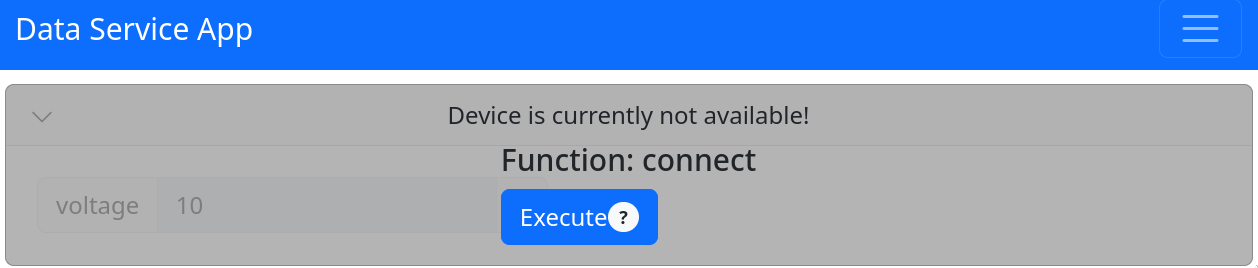 Data Service App
Device is currently not available!
Function: connect
voltage 10
Execute ?